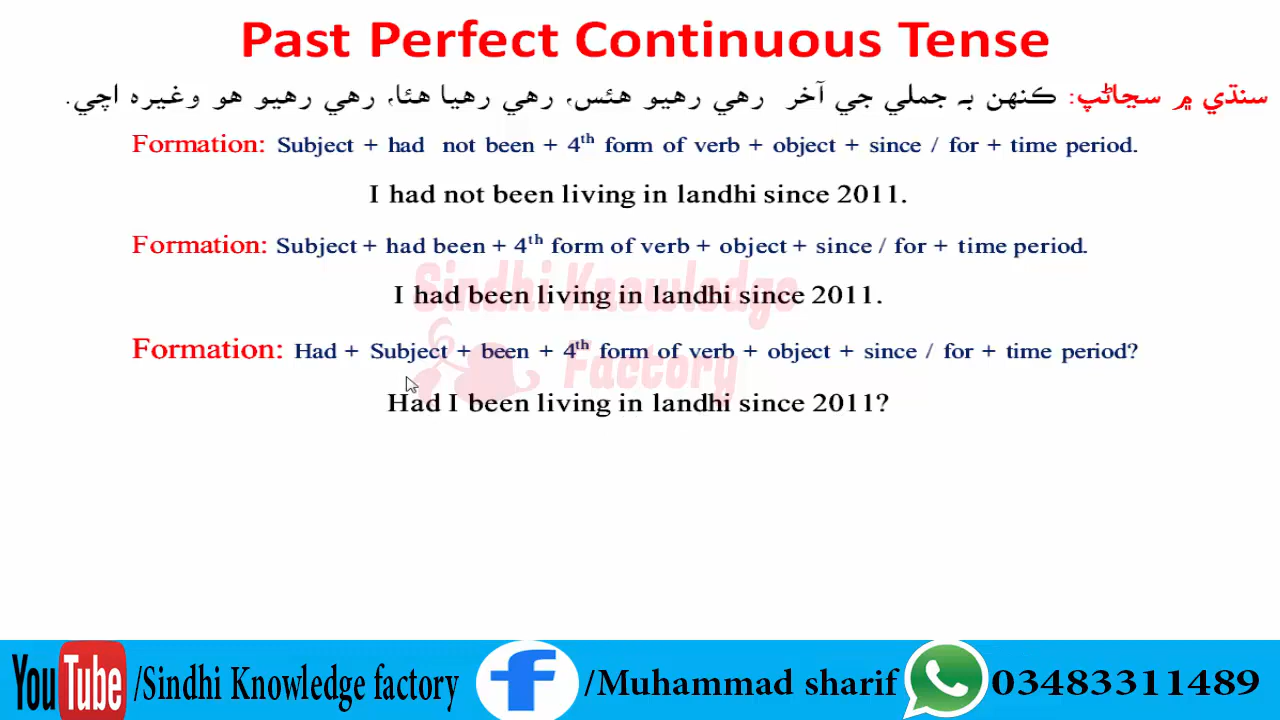 Past Perfect Continuous Tense
سنڌي ۾ سڃاڻپ: ڪنهن بہ جملي جي آخر رهي رهيو هئس، رهي رهيا هئا، رهي رهيو هو وغيره اچي.
Formation: Subject + had not been + 4th form of verb + object + since / for + time period.
I had not been living in landhi since 2011.
Formation: Subject + had been + 4th form of verb + object + since / for + time period.
I had been living in landhi since 2011.
Formation: Had + Subject + been + 4th form of verb + object + since / for + time period?
Had I been living in landhi since 2011?
Sindhi Knowledge
Factory
YouTube /Sindhi Knowledge factory f /Muhammad sharif 03483311489